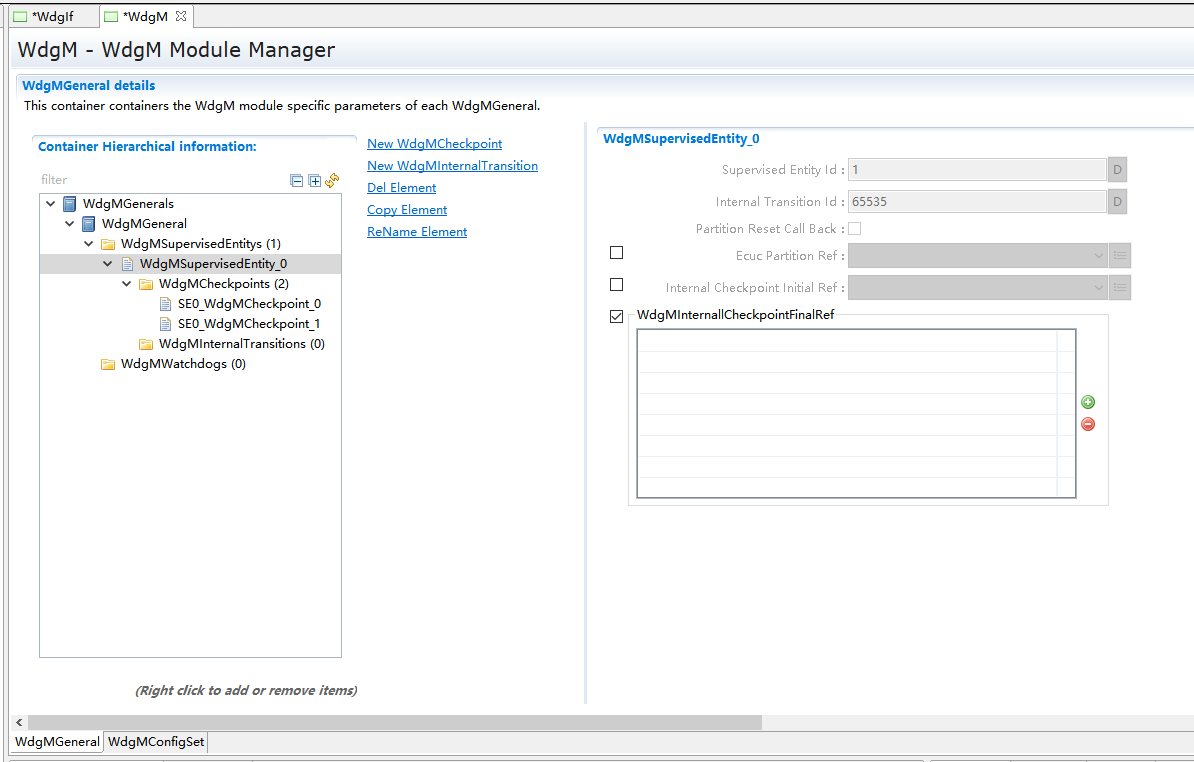 *WdgIf
*WdgM
WdgM - WdgM Module Manager
WdgMGeneral details
This container containers the WdgM module specific parameters of each WdgMGeneral.
Container Hierarchical information:
filter
WdgMGenerals
WdgMGeneral
WdgMSupervisedEntitys (1)
WdgMSupervisedEntity_0
WdgMCheckpoints (2)
SE0_WdgMCheckpoint_0
SE0_WdgMCheckpoint_1
WdgMInternalTransitions (0)
WdgMWatchdogs (0)
(Right click to add or remove items)
New WdgMCheckpoint
New WdgMInternalTransition
Del Element
Copy Element
ReName Element
WdgMSupervisedEntity_0
Supervised Entity Id : 1 D
Internal Transition Id : 65535 D
Partition Reset Call Back :
Ecuc Partition Ref :
Internal Checkpoint Initial Ref :
WdgMInternallCheckpointFinalRef
WdgMGeneral WdgMConfigSet